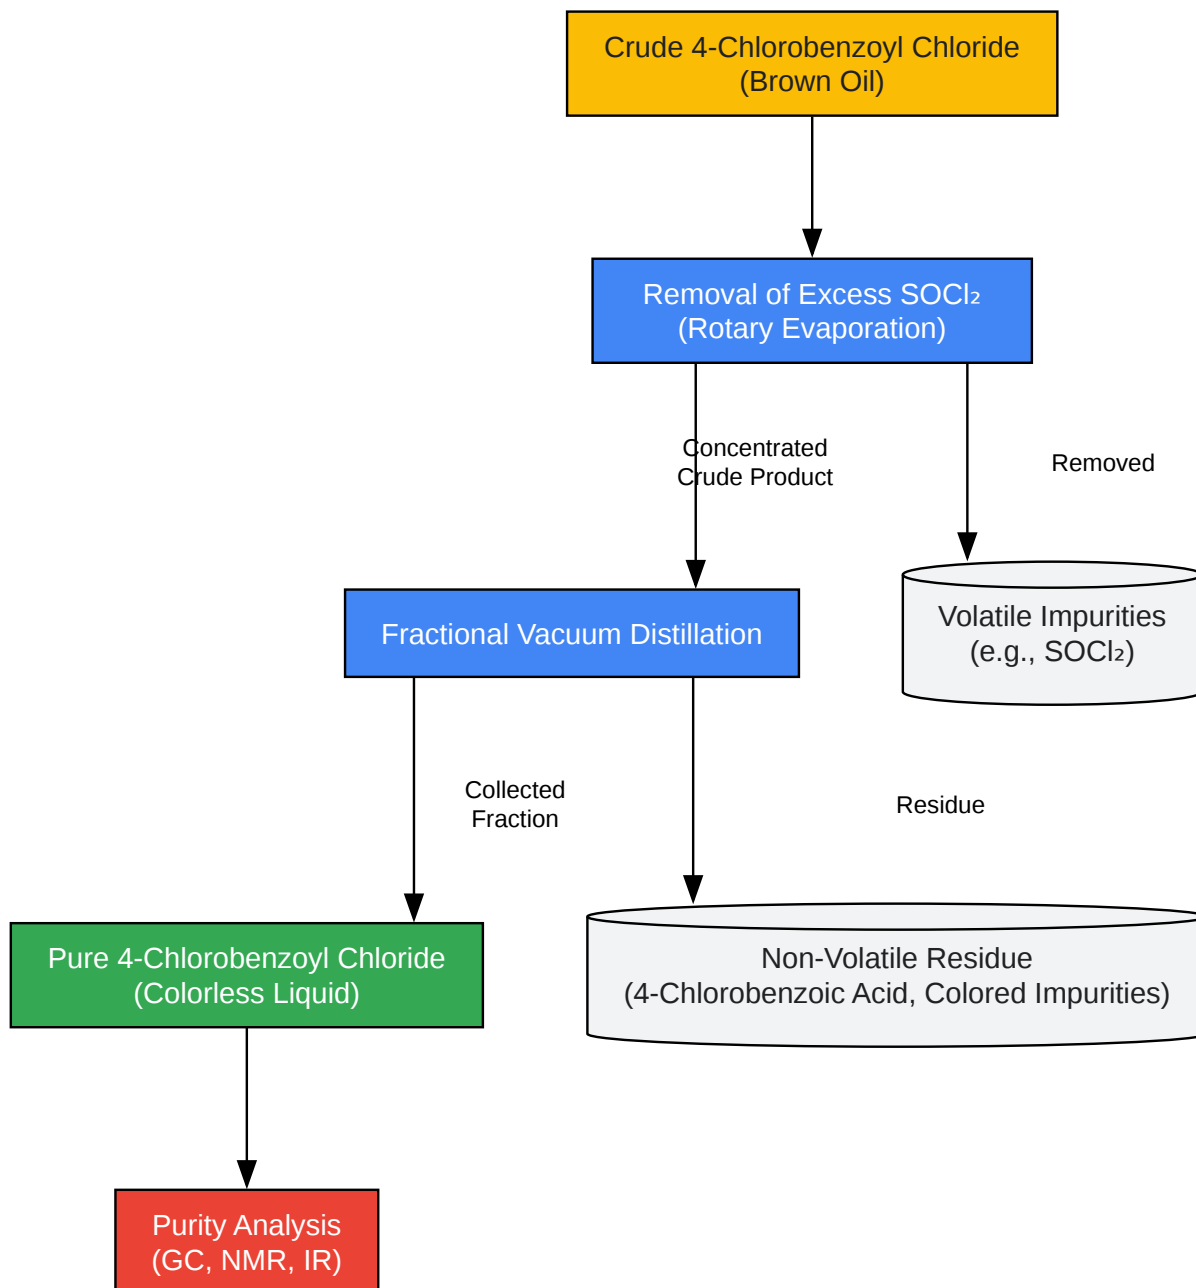 Crude 4-Chlorobenzoyl Chloride
(Brown Oil)
Removal of Excess SOCl₂
(Rotary Evaporation)
Concentrated
Crude Product
Removed
Volatile Impurities
(e.g., SOCl₂)
Fractional Vacuum Distillation
Collected
Fraction
Residue
Pure 4-Chlorobenzoyl Chloride
(Colorless Liquid)
Non-Volatile Residue
(4-Chlorobenzoic Acid, Colored Impurities)
Purity Analysis
(GC, NMR, IR)